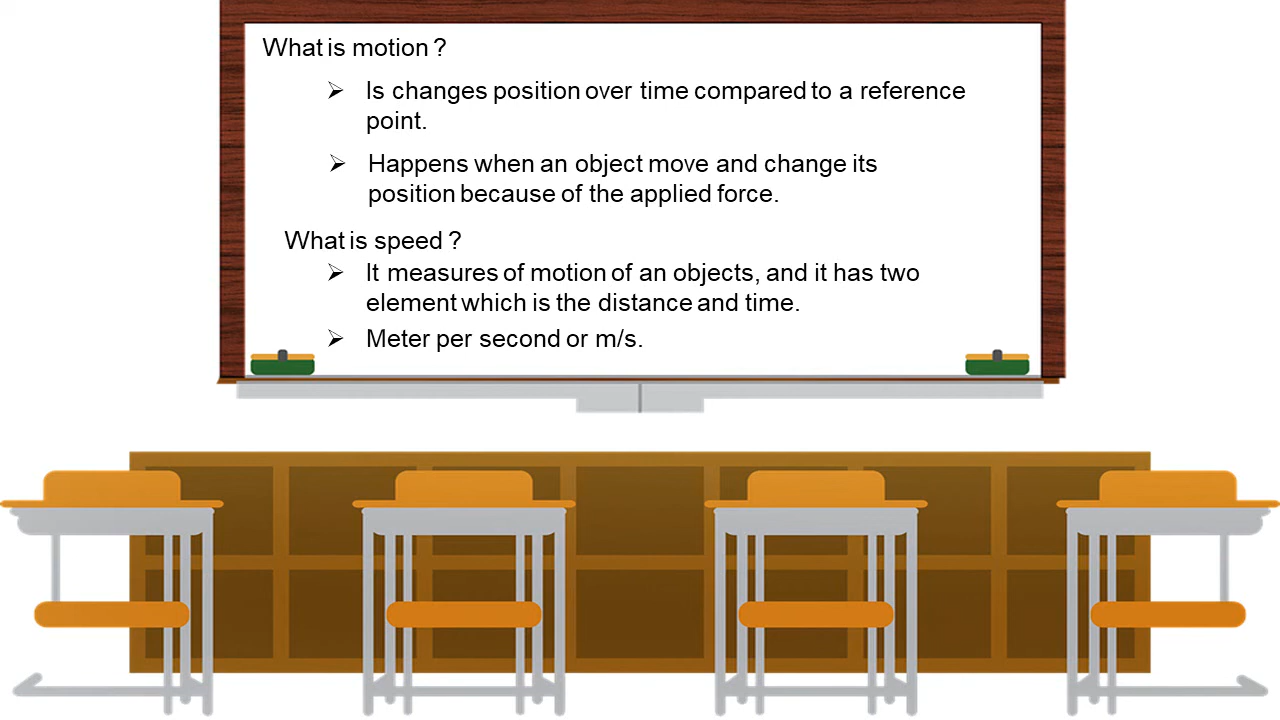 What is motion ?
➢ Is changes position over time compared to a reference
point.
➢ Happens when an object move and change its
position because of the applied force.
What is speed ?
➢ It measures of motion of an objects, and it has two
element which is the distance and time.
➢ Meter per second or m/s.